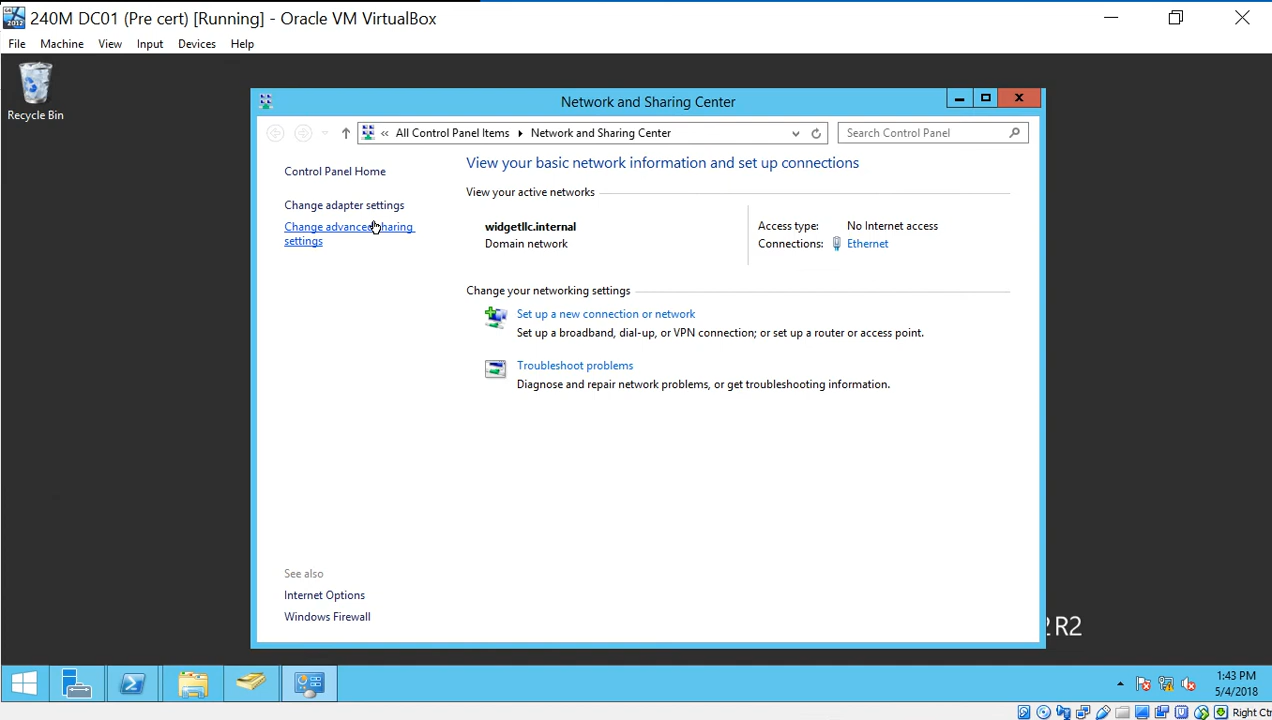 240M DC01 (Pre cert) [Running] - Oracle VM VirtualBox
File Machine View Input Devices Help
Recycle Bin
Network and Sharing Center
« All Control Panel Items Network and Sharing Center
Search Control Panel
Control Panel Home
Change adapter settings
Change advanced sharing
settings
View your basic network information and set up connections
View your active networks
widgetllc.internal
Domain network
Access type: No Internet access
Connections: Ethernet
Change your networking settings
Set up a new connection or network
Set up a broadband, dial-up, or VPN connection; or set up a router or access point.
Troubleshoot problems
Diagnose and repair network problems, or get troubleshooting information.
See also
Internet Options
Windows Firewall
R2
1:43 PM
5/4/2018
Right Ctr